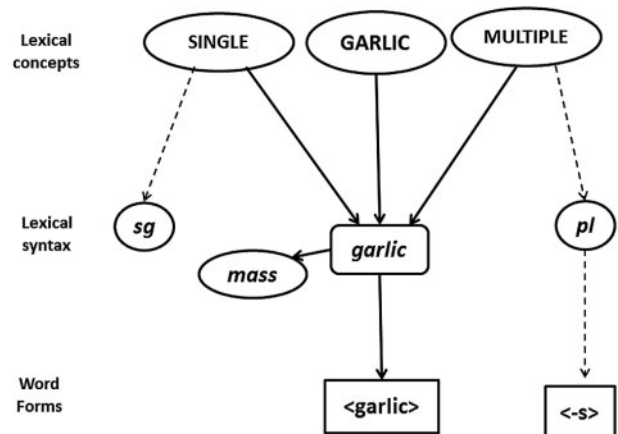 Lexical
concepts
SINGLE
GARLIC
MULTIPLE
Lexical
syntax
sg
mass
garlic
pl
Word
Forms
<garlic>
<-s>